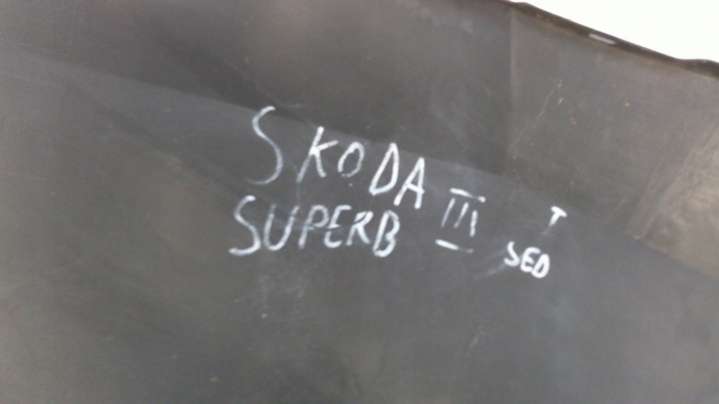 SKODA
SUPERB III
T
SED